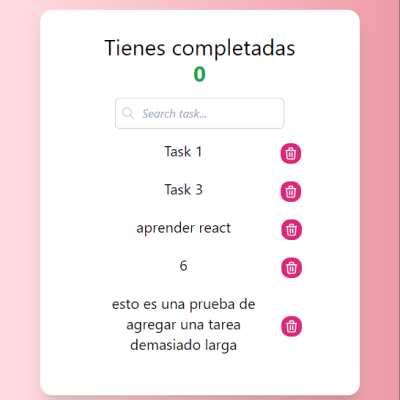 Tienes completadas
0
Search task...
Task 1
Task 3
aprender react
6
esto es una prueba de
agregar una tarea
demasiado larga